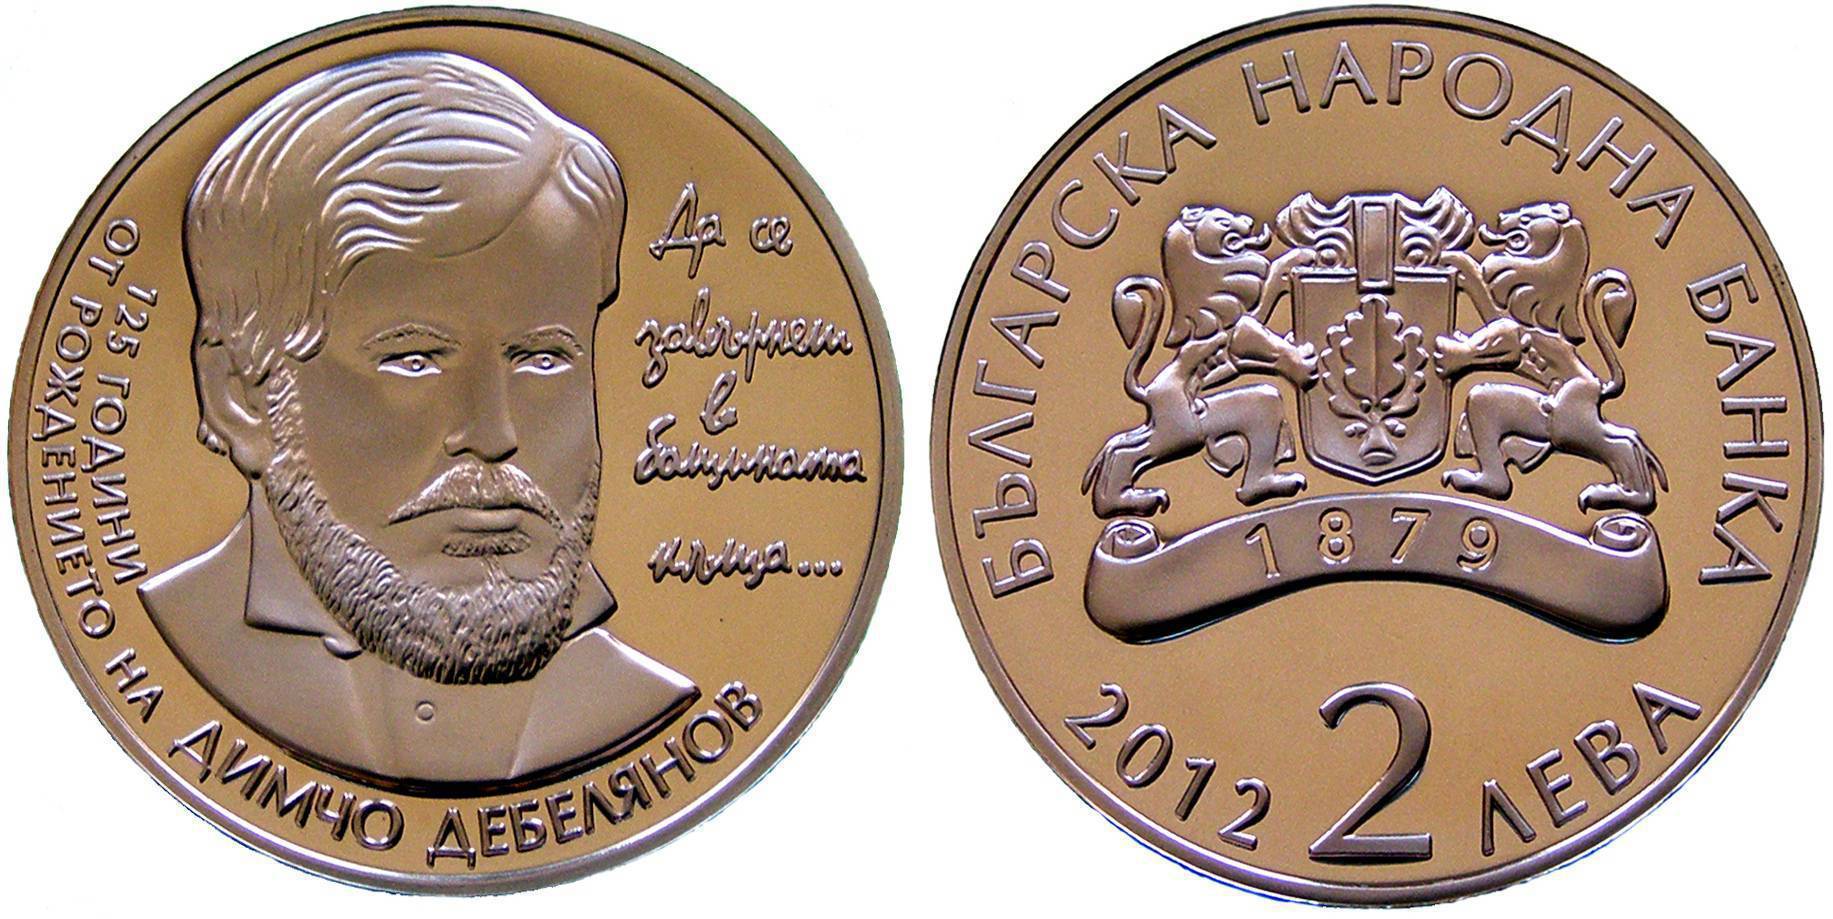 125 ГОДИНИ
ОТ РОЖДЕНИЕТО НА ДИМЧО ДЕБЕЛЯНОВ
Да се
завърнеш
в
бащината
къща...
БЪЛГАРСКА НАРОДНА БАНКА
1879
2012 2 ЛЕВА